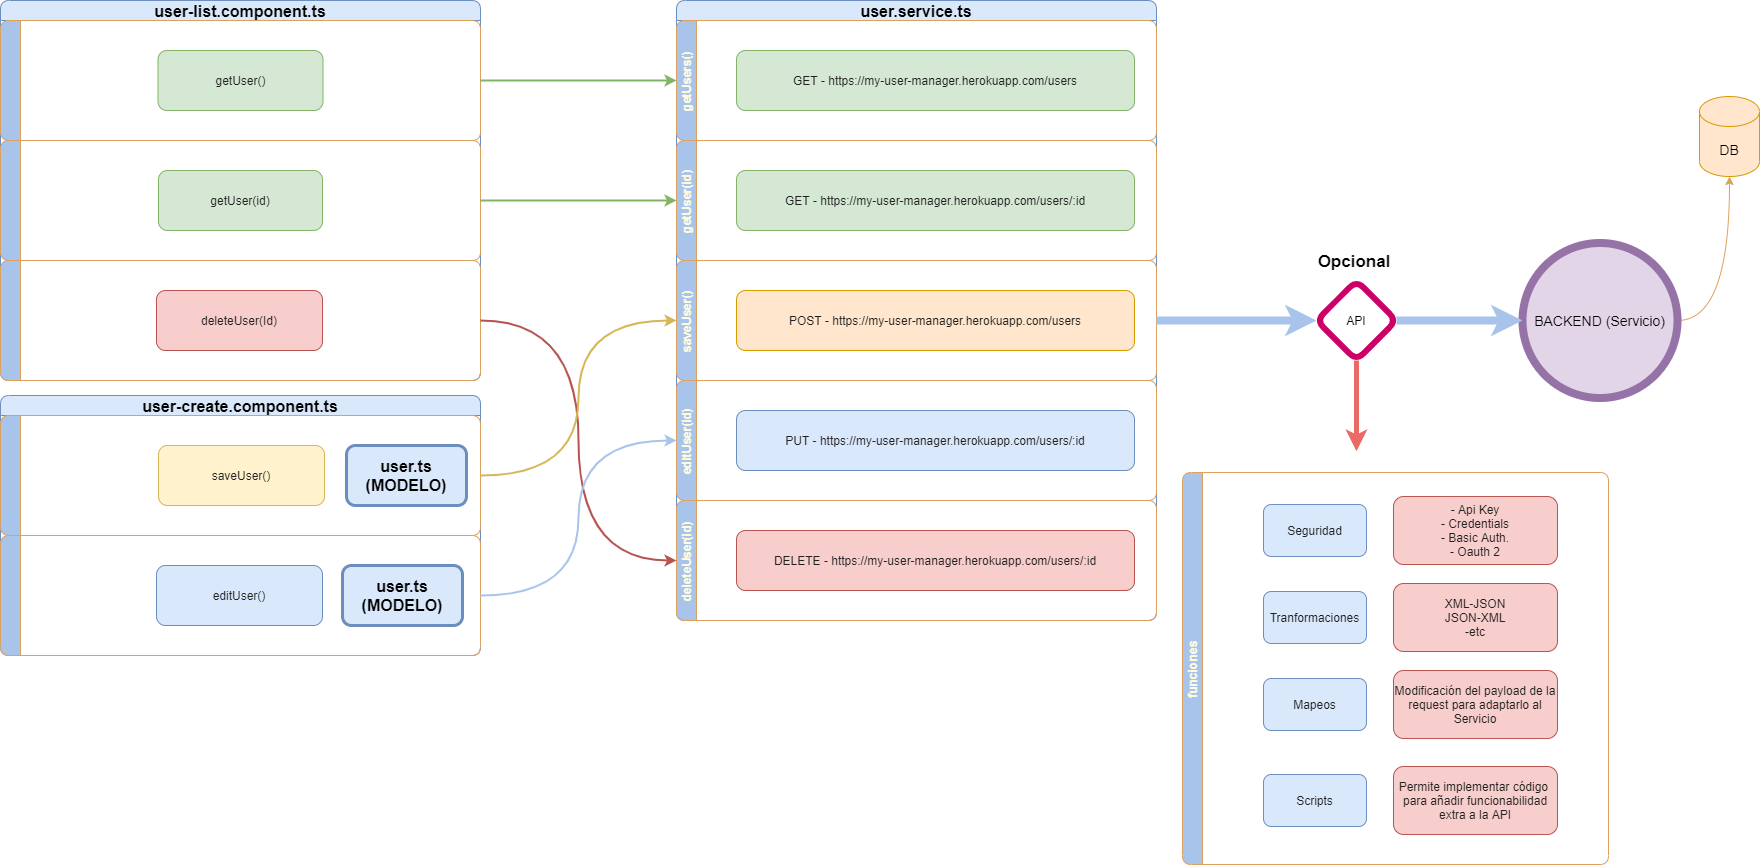 user-list.component.ts
getUser()
getUser(id)
deleteUser(Id)
user-create.component.ts
saveUser()
user.ts
(MODELO)
editUser()
user.ts
(MODELO)
user.service.ts
getUsers()
GET - https://my-user-manager.herokuapp.com/users
getUser(Id)
GET - https://my-user-manager.herokuapp.com/users/:id
saveUser()
POST - https://my-user-manager.herokuapp.com/users
editUser(Id)
PUT - https://my-user-manager.herokuapp.com/users/:id
deleteUser(Id)
DELETE - https://my-user-manager.herokuapp.com/users/:id
Opcional
API
BACKEND (Servicio)
DB
funciones
Seguridad
- Api Key
- Credentials
- Basic Auth.
- Oauth 2
Tranformaciones
XML-JSON
JSON-XML
-etc
Mapeos
Modificación del payload de la
request para adaptarlo al
Servicio
Scripts
Permite implementar código
para añadir funcionabilidad
extra a la API